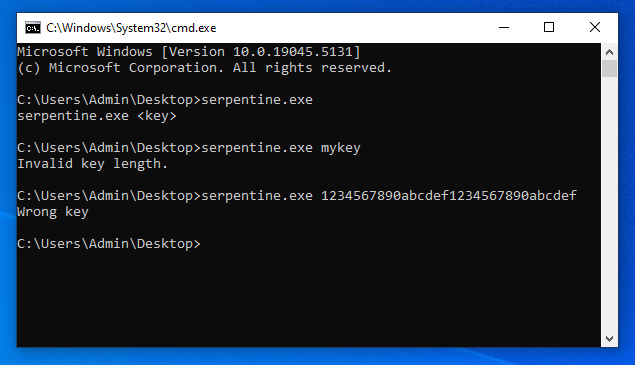 C:\Windows\System32\cmd.exe
Microsoft Windows [Version 10.0.19045.5131]
(c) Microsoft Corporation. All rights reserved.
C:\Users\Admin\Desktop>serpentine.exe
serpentine.exe <key>
C:\Users\Admin\Desktop>serpentine.exe mykey
Invalid key length.
C:\Users\Admin\Desktop>serpentine.exe 1234567890abcdef1234567890abcdef
Wrong key
C:\Users\Admin\Desktop>